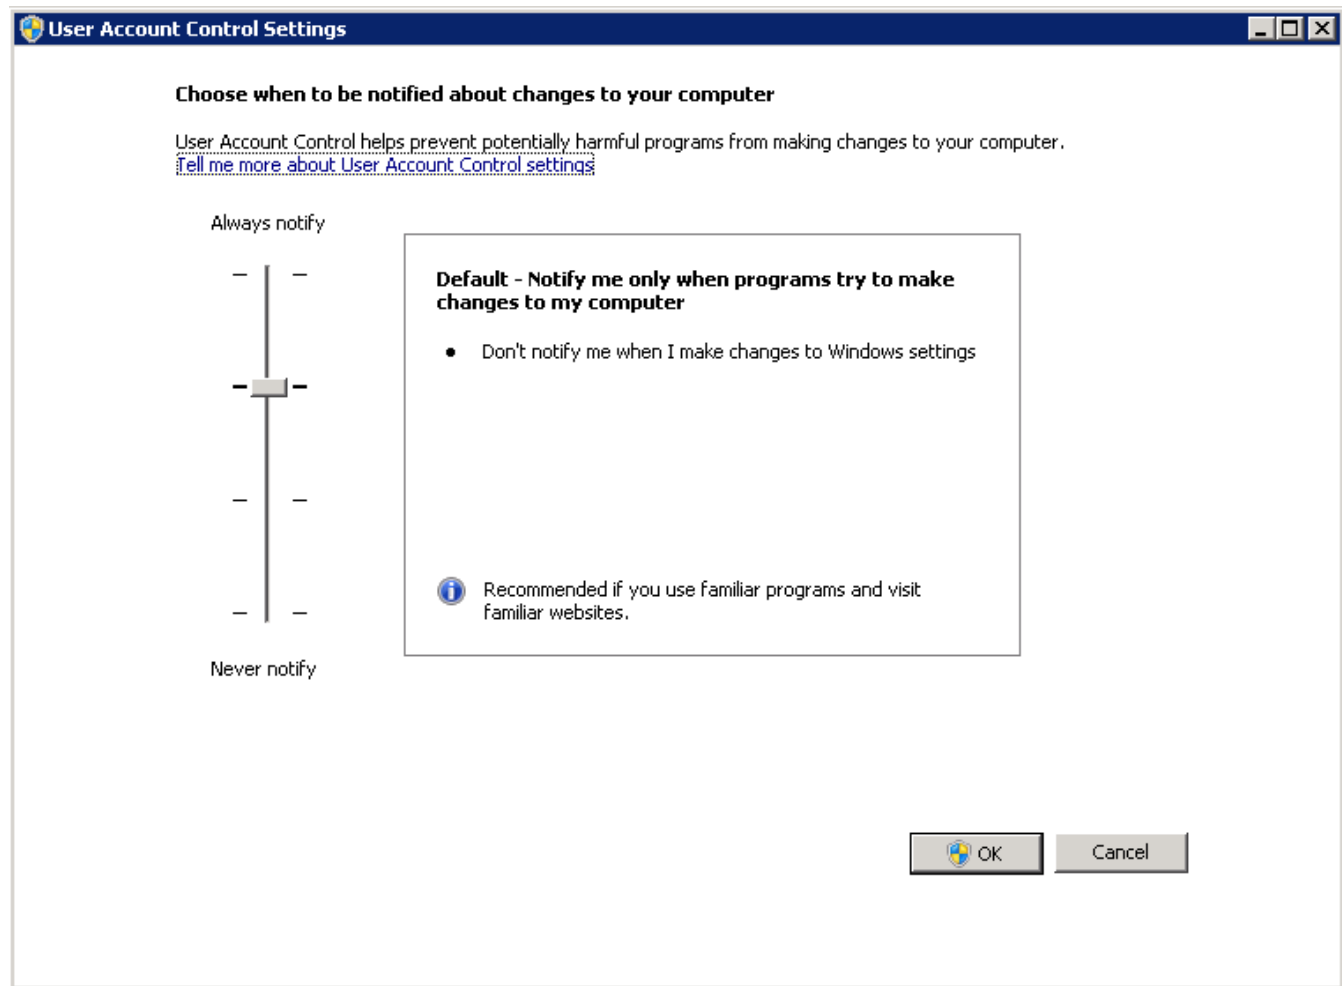 User Account Control Settings
Choose when to be notified about changes to your computer
User Account Control helps prevent potentially harmful programs from making changes to your computer.
Tell me more about User Account Control settings
Always notify
Default - Notify me only when programs try to make
changes to my computer
• Don't notify me when I make changes to Windows settings
Recommended if you use familiar programs and visit
familiar websites.
Never notify
OK
Cancel